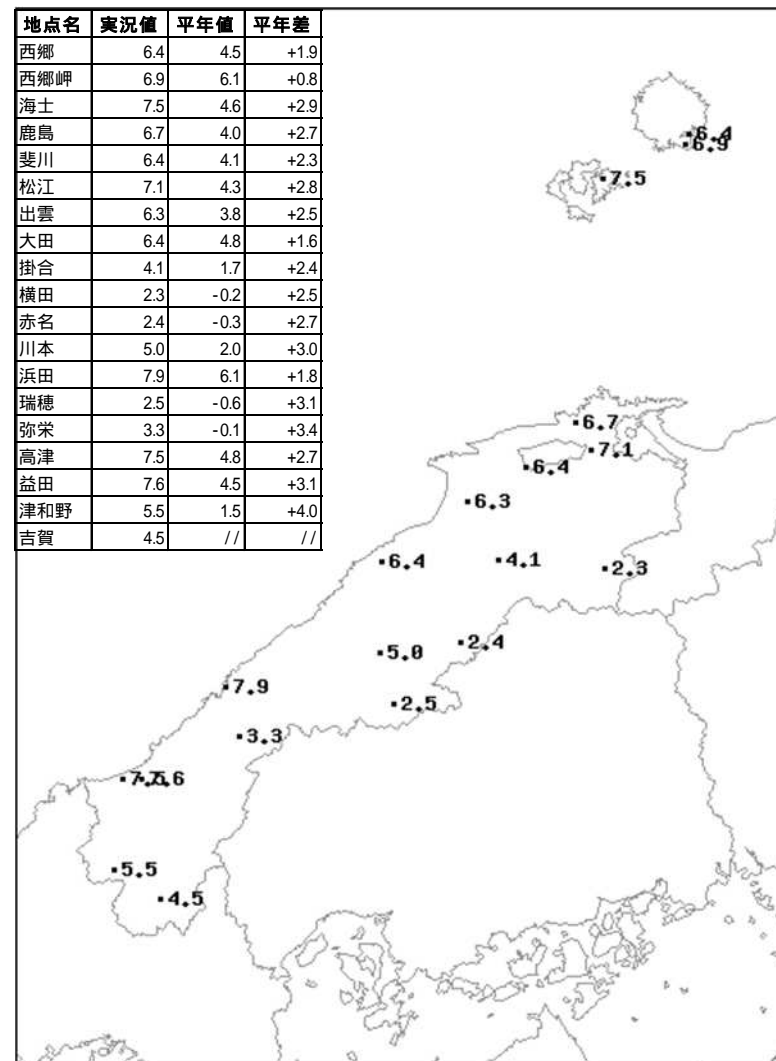 地点名 実況値 平年値 平年差
西郷 6.4 4.5 +1.9
西郷岬 6.9 6.1 +0.8
海士 7.5 4.6 +2.9
鹿島 6.7 4.0 +2.7
斐川 6.4 4.1 +2.3
松江 7.1 4.3 +2.8
出雲 6.3 3.8 +2.5
大田 6.4 4.8 +1.6
掛合 4.1 1.7 +2.4
横田 2.3 -0.2 +2.5
赤名 2.4 -0.3 +2.7
川本 5.0 2.0 +3.0
浜田 7.9 6.1 +1.8
瑞穂 2.5 -0.6 +3.1
弥栄 3.3 -0.1 +3.4
高津 7.5 4.8 +2.7
益田 7.6 4.5 +3.1
津和野 5.5 1.5 +4.0
吉賀 4.5 // //
6.4
6.9
7.5
6.7
7.1
6.4
6.3
6.4
4.1
2.3
2.4
5.0
2.5
7.9
3.3
7.5
7.6
5.5
4.5